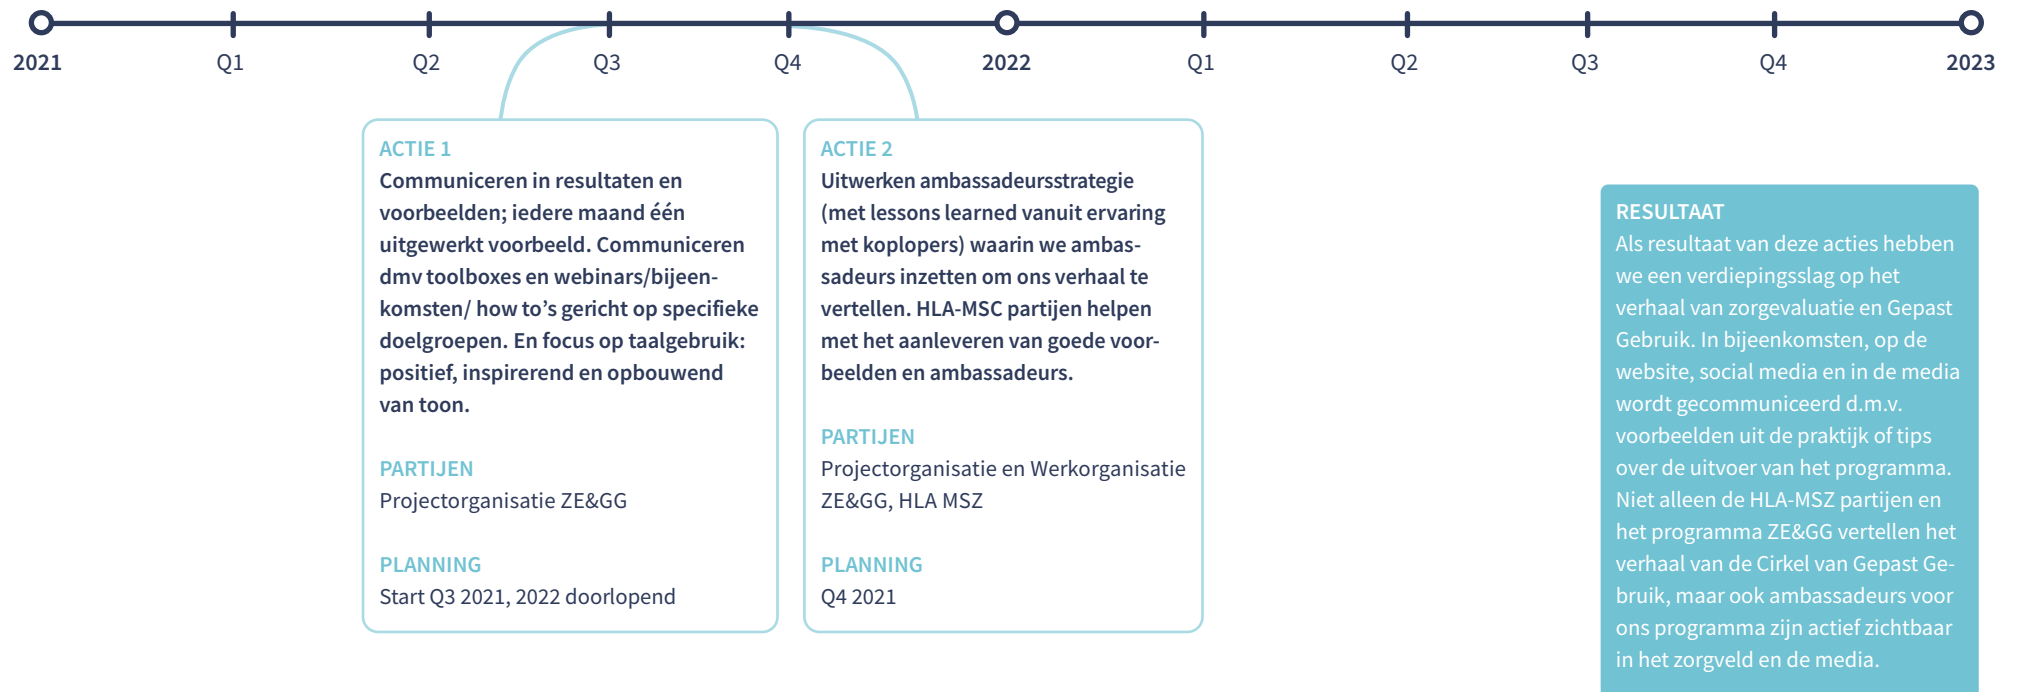 2021 Q1 Q2 Q3 Q4 2022 Q1 Q2 Q3 Q4 2023
ACTIE 1
Communiceren in resultaten en
voorbeelden; iedere maand één
uitgewerkt voorbeeld. Communiceren
dmv toolboxes en webinars/bijeen-
komsten/ how to’s gericht op specifieke
doelgroepen. En focus op taalgebruik:
positief, inspirerend en opbouwend
van toon.
PARTIJEN
Projectorganisatie ZE&GG
PLANNING
Start Q3 2021, 2022 doorlopend
ACTIE 2
Uitwerken ambassadeursstrategie
(met lessons learned vanuit ervaring
met koplopers) waarin we ambas-
sadeurs inzetten om ons verhaal te
vertellen. HLA-MSC partijen helpen
met het aanleveren van goede voor-
beelden en ambassadeurs.
PARTIJEN
Projectorganisatie en Werkorganisatie
ZE&GG, HLA MSZ
PLANNING
Q4 2021
RESULTAAT
Als resultaat van deze acties hebben
we een verdiepingsslag op het
verhaal van zorgevaluatie en Gepast
Gebruik. In bijeenkomsten, op de
website, social media en in de media
wordt gecommuniceerd d.m.v.
voorbeelden uit de praktijk of tips
over de uitvoer van het programma.
Niet alleen de HLA-MSZ partijen en
het programma ZE&GG vertellen het
verhaal van de Cirkel van Gepast Ge-
bruik, maar ook ambassadeurs voor
ons programma zijn actief zichtbaar
in het zorgveld en de media.